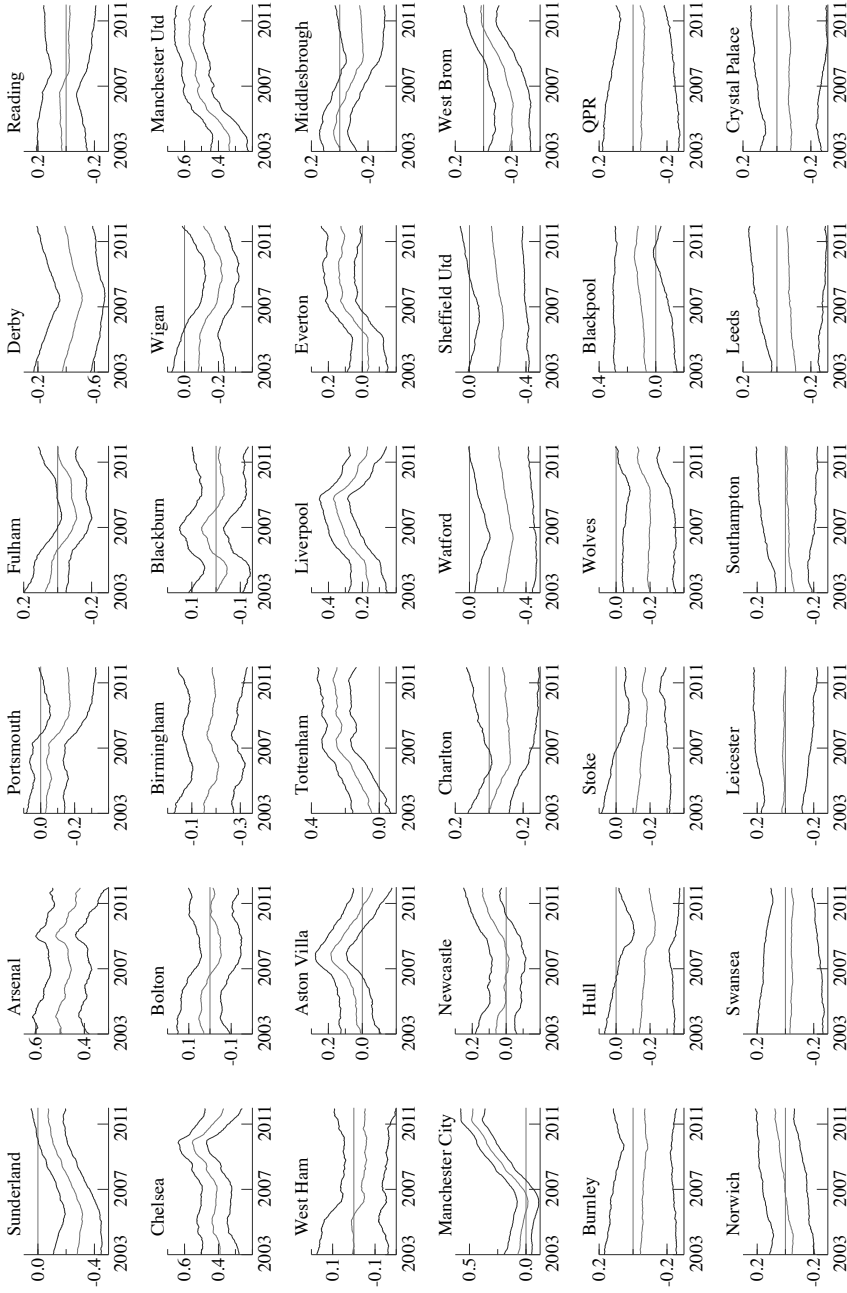 Sunderland Arsenal Portsmouth Fulham Derby Reading
0.0 0.6 0.0 0.2 -0.2 0.2
-0.4 0.4 -0.2 -0.2 -0.6 -0.2
2003 2007 2011 2003 2007 2011 2003 2007 2011 2003 2007 2011 2003 2007 2011 2003 2007 2011
Chelsea Bolton Birmingham Blackburn Wigan Manchester Utd
0.6 0.1 -0.1 0.1 0.0 0.6
0.4 -0.1 -0.3 -0.1 -0.2 0.4
2003 2007 2011 2003 2007 2011 2003 2007 2011 2003 2007 2011 2003 2007 2011 2003 2007 2011
West Ham Aston Villa Tottenham Liverpool Everton Middlesbrough
0.1 0.2 0.4 0.4 0.2 0.2
-0.1 0.0 0.0 0.2 0.0 -0.2
2003 2007 2011 2003 2007 2011 2003 2007 2011 2003 2007 2011 2003 2007 2011 2003 2007 2011
Manchester City Newcastle Charlton Watford Sheffield Utd West Brom
0.5 0.2 0.2 0.0 0.0 0.2
0.0 0.0 -0.2 -0.4 -0.4 -0.2
2003 2007 2011 2003 2007 2011 2003 2007 2011 2003 2007 2011 2003 2007 2011 2003 2007 2011
Burnley Hull Stoke Wolves Blackpool QPR
0.2 0.0 0.0 0.0 0.4 0.2
-0.2 -0.2 -0.2 -0.2 0.0 -0.2
2003 2007 2011 2003 2007 2011 2003 2007 2011 2003 2007 2011 2003 2007 2011 2003 2007 2011
Norwich Swansea Leicester Southampton Leeds Crystal Palace
0.2 0.2 0.2 0.2 0.2 0.2
-0.2 -0.2 -0.2 -0.2 -0.2 -0.2
2003 2007 2011 2003 2007 2011 2003 2007 2011 2003 2007 2011 2003 2007 2011 2003 2007 2011